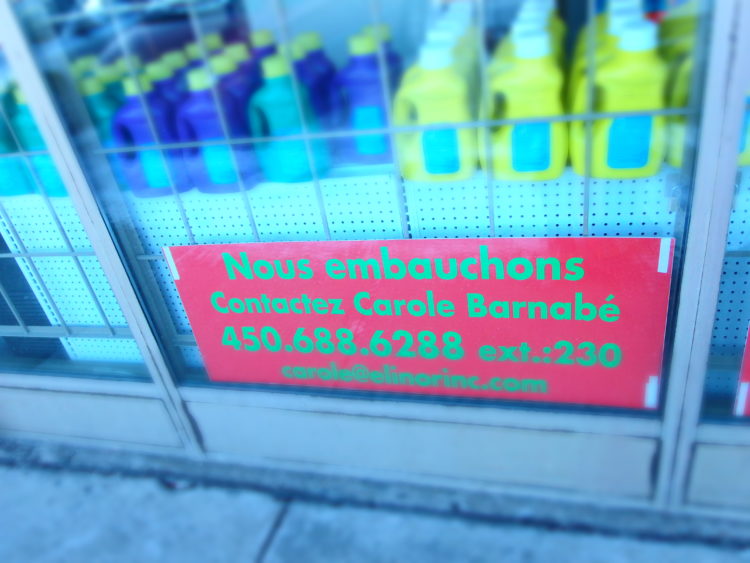 Nous embauchons
Contactez Carole Barnabé
450.688.6288 ext.:230
carole@elinorinc.com